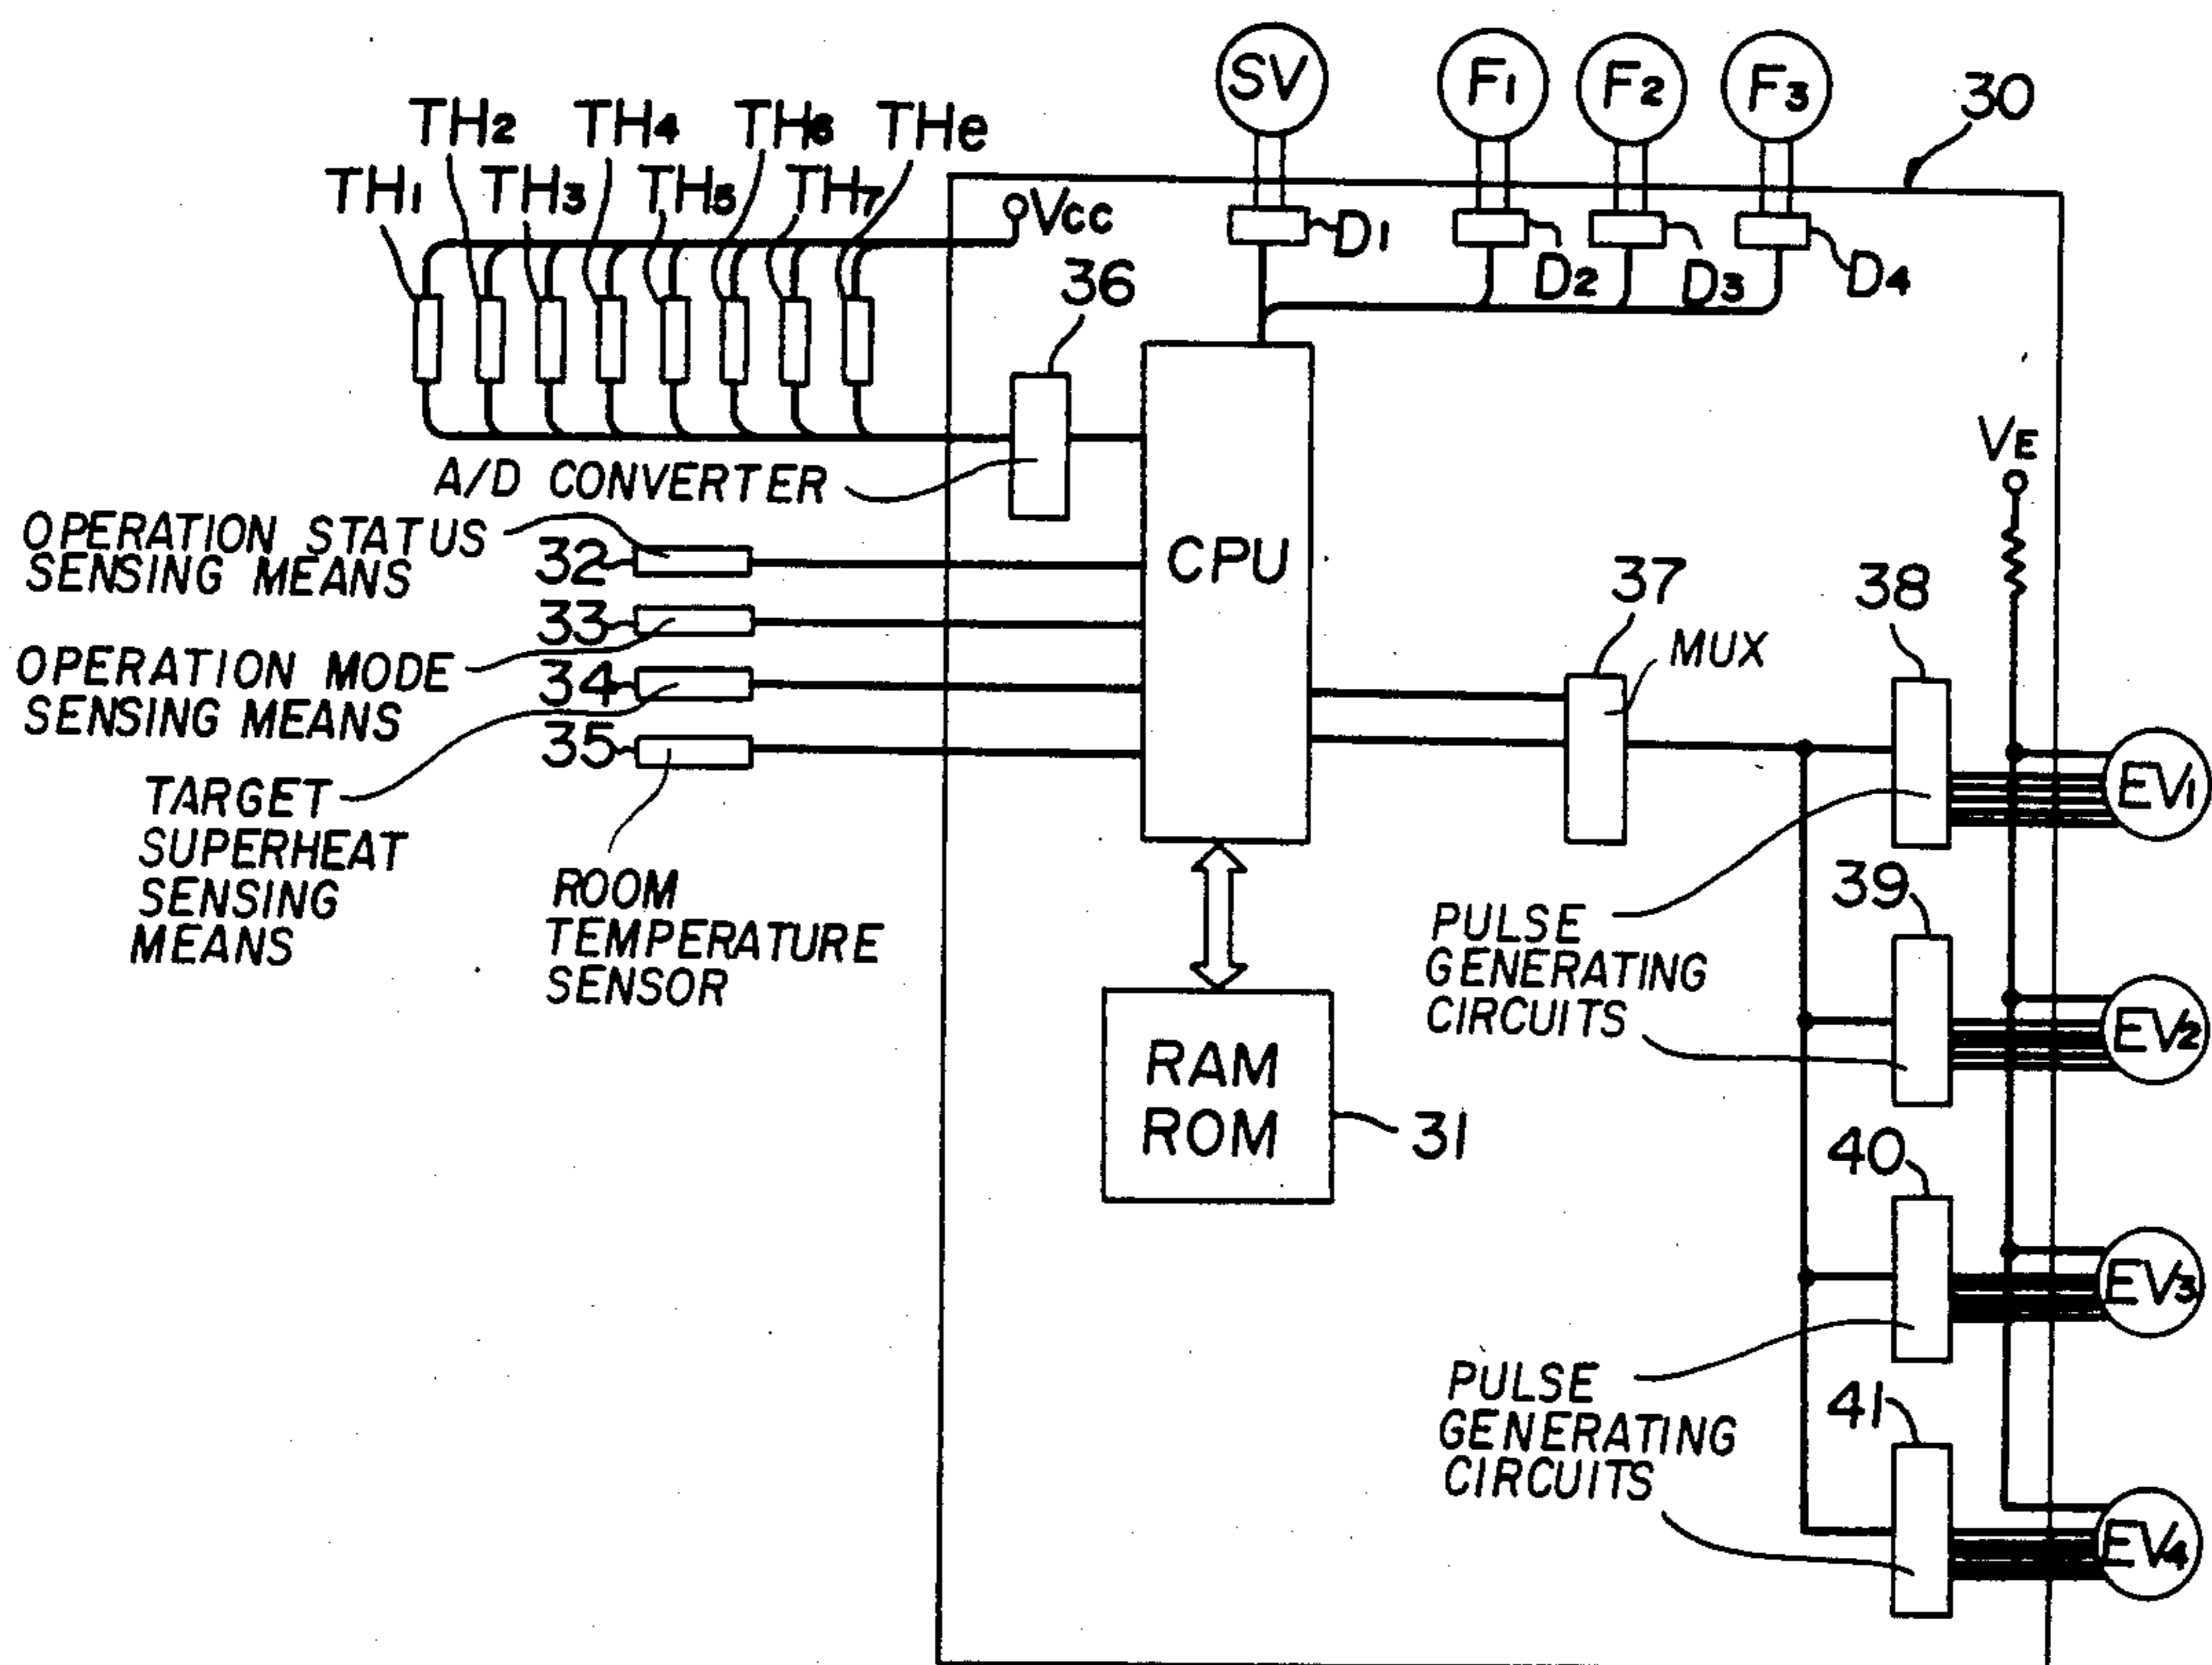 SV
F1
F2
F3
30
TH2
TH4
TH6
THe
TH1
TH3
TH5
TH7
Vcc
D1
D2
D3
D4
36
A/D CONVERTER
CPU
VE
OPERATION STATUS
SENSING MEANS
32
33
OPERATION MODE
SENSING MEANS
34
35
TARGET
SUPERHEAT
SENSING
MEANS
ROOM
TEMPERATURE
SENSOR
37
MUX
38
EV1
PULSE
GENERATING
CIRCUITS
39
EV2
RAM
ROM
31
40
EV3
PULSE
GENERATING
CIRCUITS
41
EV4